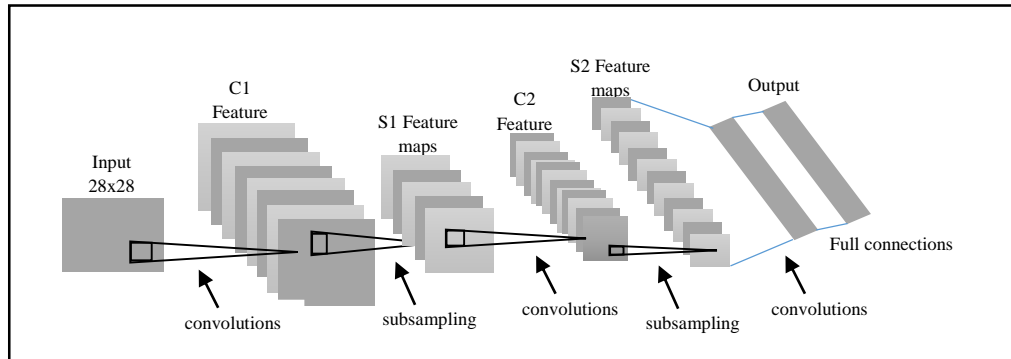 Input
28x28
C1
Feature
S1 Feature
maps
C2
Feature
S2 Feature
maps
Output
Full connections
convolutions
subsampling
convolutions
subsampling
convolutions